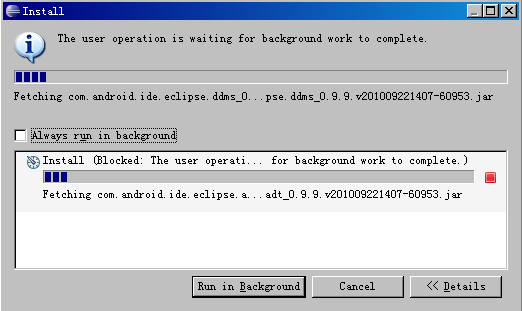 Install
The user operation is waiting for background work to complete.
Fetching com.android.ide.eclipse.ddms_0...pse.ddms_0.9.9.v201009221407-60953.jar
Always run in background
Install (Blocked: The user operati... for background work to complete.)
Fetching com.android.ide.eclipse.a...adt_0.9.9.v201009221407-60953.jar
Run in Background
Cancel
<< Details